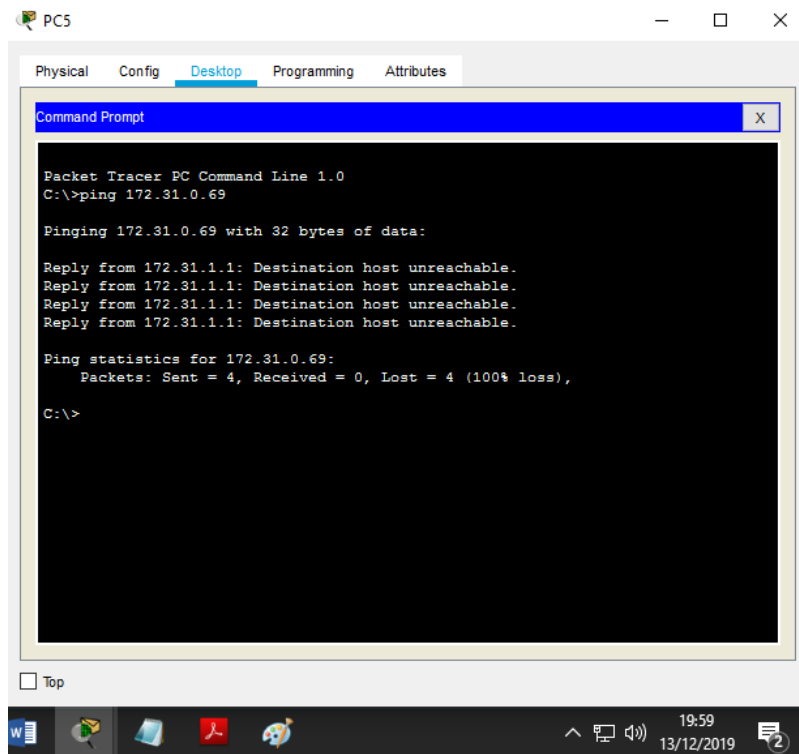 PC5
Physical Config Desktop Programming Attributes
Command Prompt X
Packet Tracer PC Command Line 1.0
C:\>ping 172.31.0.69
Pinging 172.31.0.69 with 32 bytes of data:
Reply from 172.31.1.1: Destination host unreachable.
Reply from 172.31.1.1: Destination host unreachable.
Reply from 172.31.1.1: Destination host unreachable.
Reply from 172.31.1.1: Destination host unreachable.
Ping statistics for 172.31.0.69:
    Packets: Sent = 4, Received = 0, Lost = 4 (100% loss),
C:\>
Top
W
19:59
13/12/2019
2